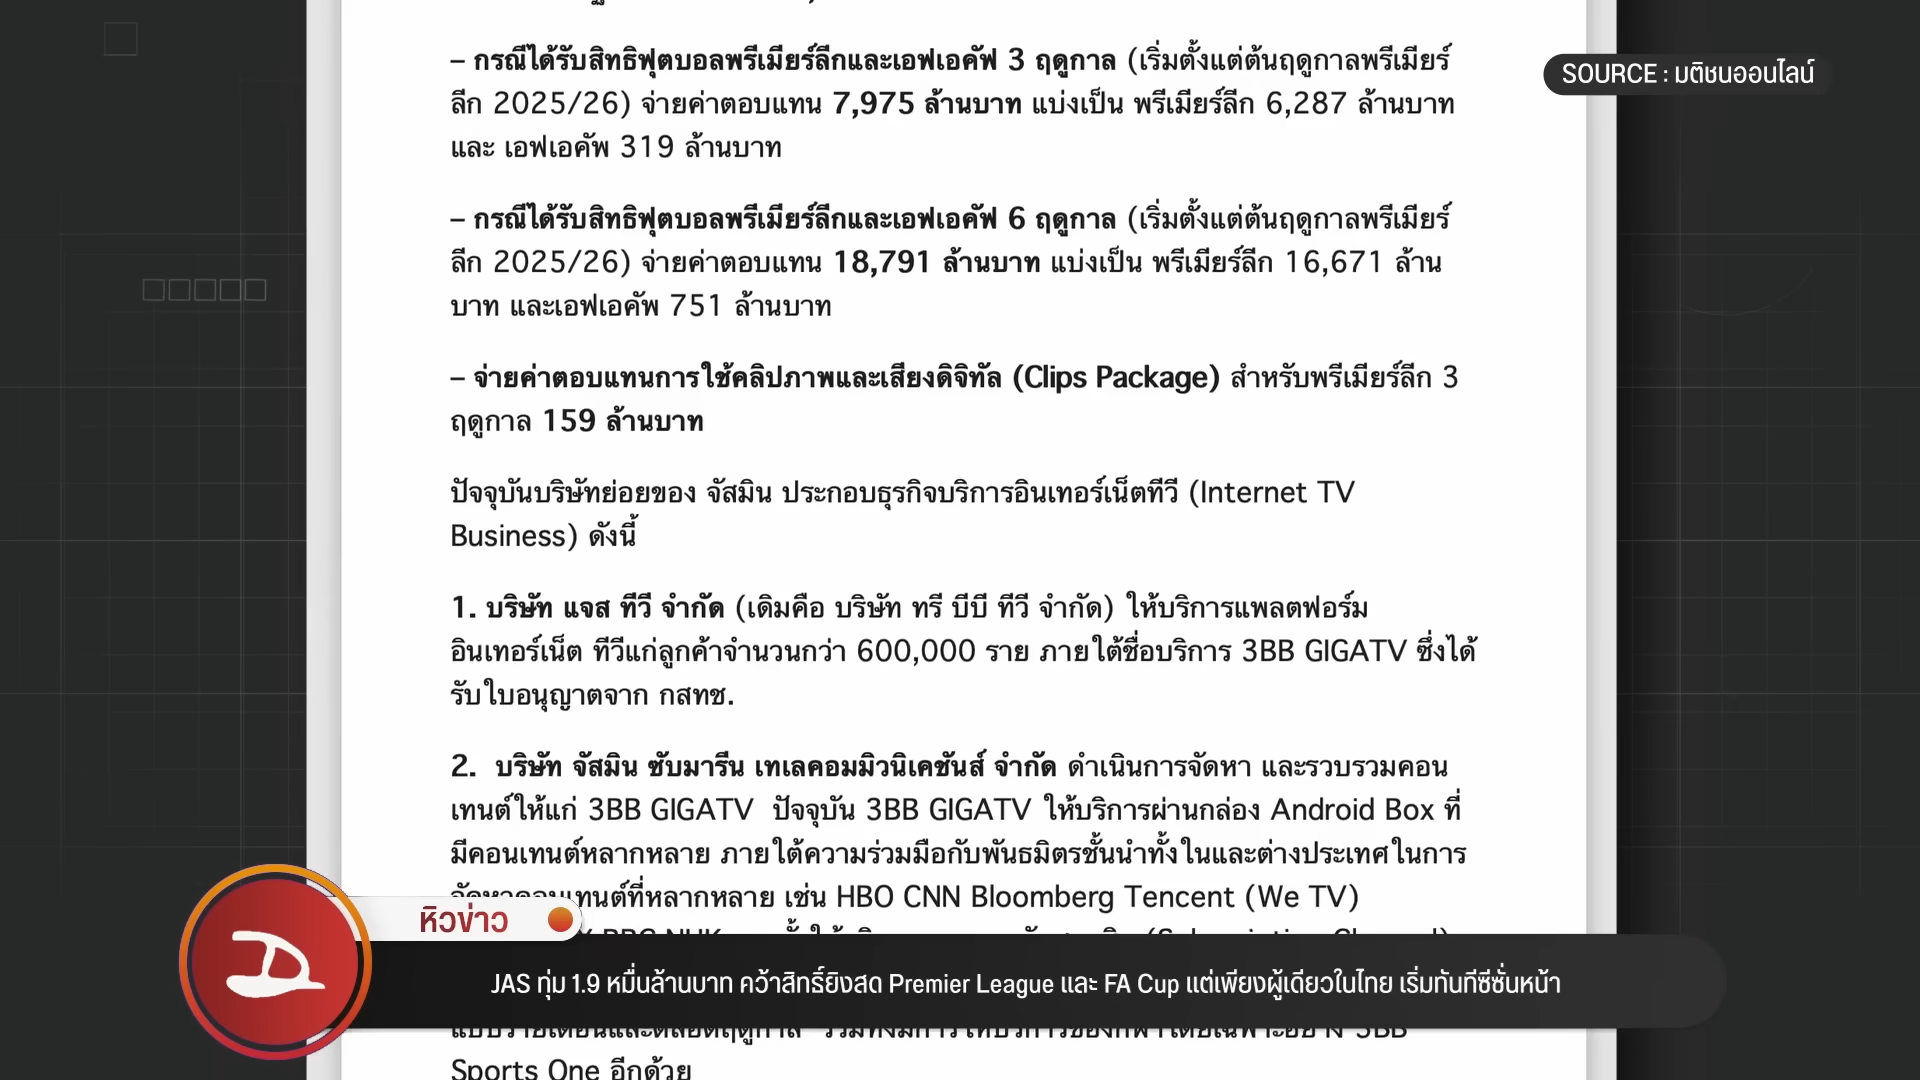 – กรณีได้รับสิทธิฟุตบอลพรีเมียร์ลีกและเอฟเอคัฟ 3 ฤดูกาล (เริ่มตั้งแต่ต้นฤดูกาลพรีเมียร์
ลีก 2025/26) จ่ายค่าตอบแทน 7,975 ล้านบาท แบ่งเป็น พรีเมียร์ลีก 6,287 ล้านบาท
และ เอฟเอคัพ 319 ล้านบาท
– กรณีได้รับสิทธิฟุตบอลพรีเมียร์ลีกและเอฟเอคัฟ 6 ฤดูกาล (เริ่มตั้งแต่ต้นฤดูกาลพรีเมียร์
ลีก 2025/26) จ่ายค่าตอบแทน 18,791 ล้านบาท แบ่งเป็น พรีเมียร์ลีก 16,671 ล้าน
บาท และเอฟเอคัพ 751 ล้านบาท
– จ่ายค่าตอบแทนการใช้คลิปภาพและเสียงดิจิทัล (Clips Package) สำหรับพรีเมียร์ลีก 3
ฤดูกาล 159 ล้านบาท
ปัจจุบันบริษัทย่อยของ จัสมิน ประกอบธุรกิจบริการอินเทอร์เน็ตทีวี (Internet TV
Business) ดังนี้
1. บริษัท แจส ทีวี จำกัด (เดิมคือ บริษัท ทรี บีบี ทีวี จำกัด) ให้บริการแพลตฟอร์ม
อินเทอร์เน็ต ทีวีแก่ลูกค้าจำนวนกว่า 600,000 ราย ภายใต้ชื่อบริการ 3BB GIGATV ซึ่งได้
รับใบอนุญาตจาก กสทช.
2. บริษัท จัสมิน ซับมารีน เทเลคอมมิวนิเคชันส์ จำกัด ดำเนินการจัดหา และรวบรวมคอน
เทนต์ให้แก่ 3BB GIGATV ปัจจุบัน 3BB GIGATV ให้บริการผ่านกล่อง Android Box ที่
มีคอนเทนต์หลากหลาย ภายใต้ความร่วมมือกับพันธมิตรชั้นนำทั้งในและต่างประเทศในการ
จัดหาคอนเทนต์ที่หลากหลาย เช่น HBO CNN Bloomberg Tencent (We TV)
Sports One อีกด้วย
SOURCE : มติชนออนไลน์
หิวข่าว
JAS ทุ่ม 1.9 หมื่นล้านบาท คว้าสิทธิ์ยิงสด Premier League และ FA Cup แต่เพียงผู้เดียวในไทย เริ่มทันทีซีซั่นหน้า